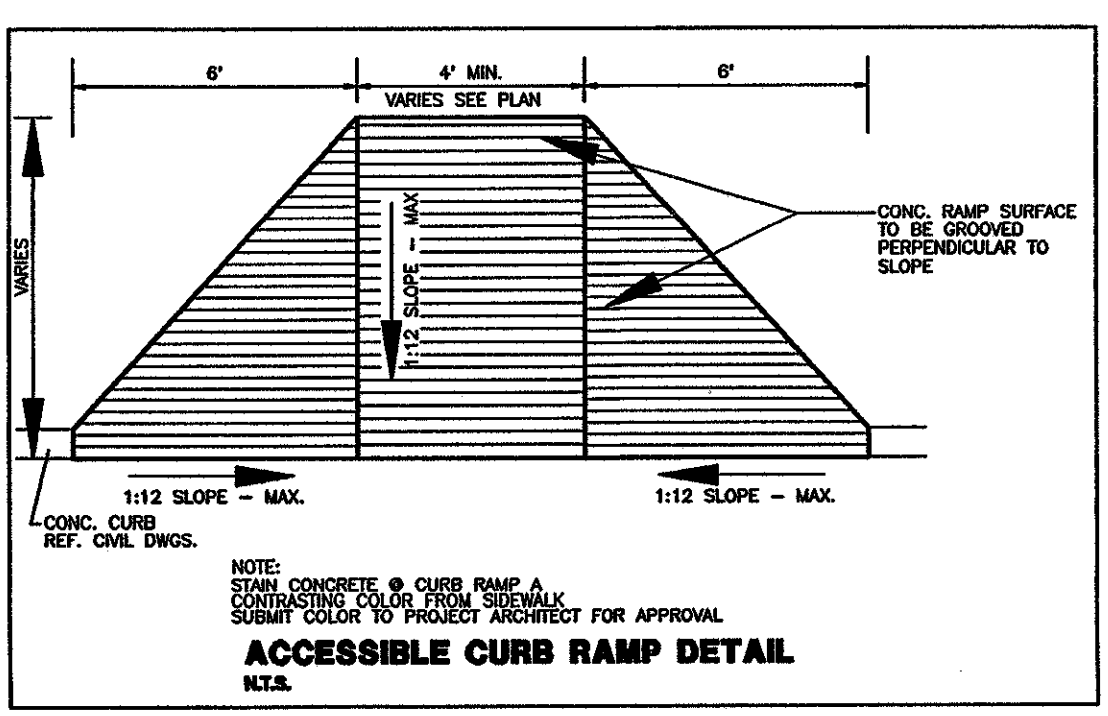 6'
4' MIN.
6'
VARIES SEE PLAN
VARIES
1:12 SLOPE – MAX
CONC. RAMP SURFACE
TO BE GROOVED
PERPENDICULAR TO
SLOPE
1:12 SLOPE – MAX.
1:12 SLOPE – MAX.
CONC. CURB
REF. CIVIL DWGS.
NOTE:
STAIN CONCRETE @ CURB RAMP A
CONTRASTING COLOR FROM SIDEWALK
SUBMIT COLOR TO PROJECT ARCHITECT FOR APPROVAL
ACCESSIBLE CURB RAMP DETAIL
N.T.S.